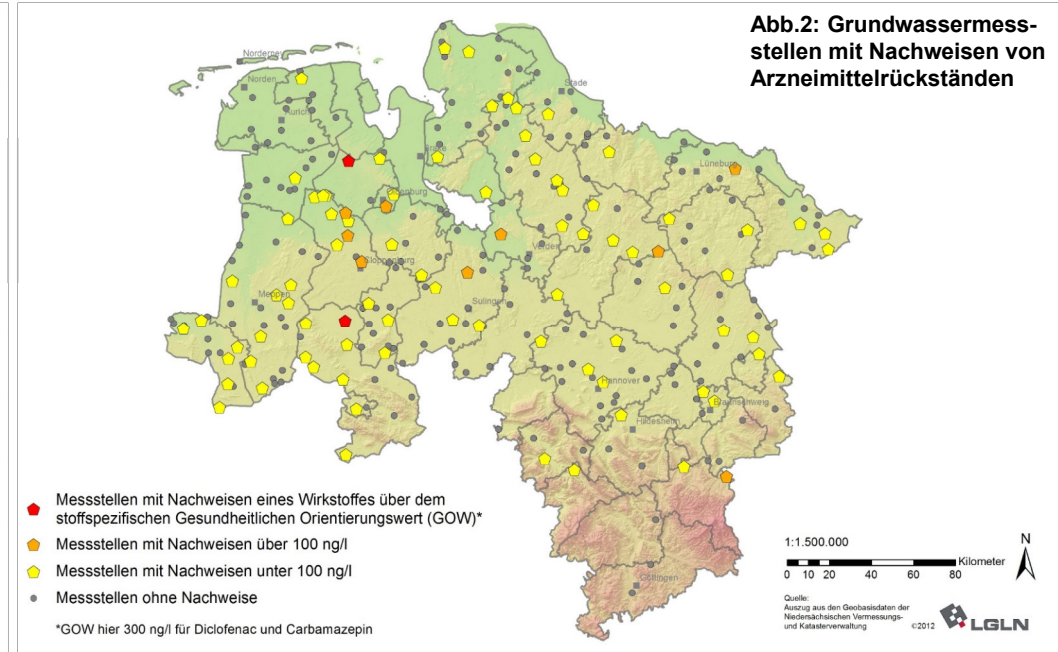 Abb.2: Grundwassermess-
stellen mit Nachweisen von
Arzneimittelrückständen
Norderney
Norden
Aurich
Stade
Lüneburg
Oldenburg
Verden
Cloppenburg
Meppen
Sulingen
Hannover
Braunschweig
Hildesheim
Göttingen
Messstellen mit Nachweisen eines Wirkstoffes über dem
stoffspezifischen Gesundheitlichen Orientierungswert (GOW)*
Messstellen mit Nachweisen über 100 ng/l
Messstellen mit Nachweisen unter 100 ng/l
Messstellen ohne Nachweise
*GOW hier 300 ng/l für Diclofenac und Carbamazepin
1:1.500.000
N
Kilometer
0 10 20 40 60 80
Quelle:
Auszug aus den Geobasisdaten der
Niedersächsischen Vermessungs-
und Katasterverwaltung ©2012
LGLN